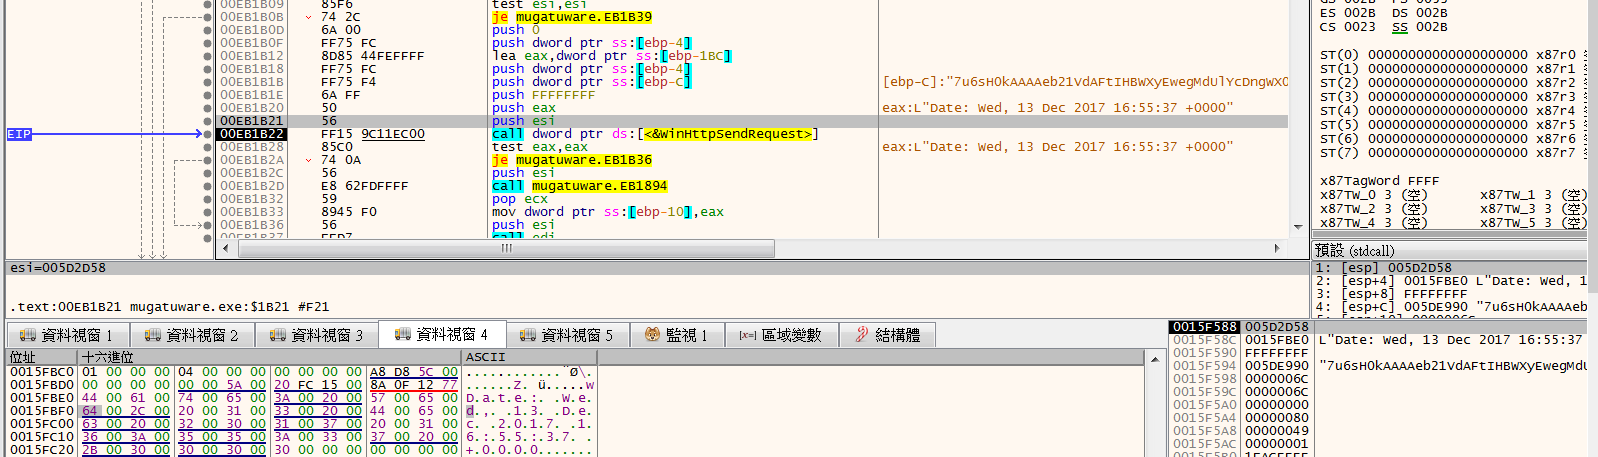 00EB1B09 85F6 test esi,esi
00EB1B0B 74 2C je mugatuware.EB1B39
00EB1B0D 6A 00 push 0
00EB1B0F FF75 FC push dword ptr ss:[ebp-4]
00EB1B12 8D85 44FEFFFF lea eax,dword ptr ss:[ebp-1BC]
00EB1B18 FF75 FC push dword ptr ss:[ebp-4]
00EB1B1B FF75 F4 push dword ptr ss:[ebp-C] [ebp-C]:"7u6sH0kAAAAeb21VdAFtIHBWXyEwegMdUlYcDngWXO
00EB1B1E 6A FF push FFFFFFFF
00EB1B20 50 push eax eax:L"Date: Wed, 13 Dec 2017 16:55:37 +0000"
00EB1B21 56 push esi
EIP 00EB1B22 FF15 9C11EC00 call dword ptr ds:[<&WinHttpSendRequest>]
00EB1B28 85C0 test eax,eax eax:L"Date: Wed, 13 Dec 2017 16:55:37 +0000"
00EB1B2A 74 0A je mugatuware.EB1B36
00EB1B2C 56 push esi
00EB1B2D E8 62FDFFFF call mugatuware.EB1894
00EB1B32 59 pop ecx
00EB1B33 8945 F0 mov dword ptr ss:[ebp-10],eax
00EB1B36 56 push esi
00EB1B37 FFD7 call edi
ES 002B DS 002B
CS 0023 SS 002B
ST(0) 00000000000000000000 x87r0
ST(1) 00000000000000000000 x87r1
ST(2) 00000000000000000000 x87r2
ST(3) 00000000000000000000 x87r3
ST(4) 00000000000000000000 x87r4
ST(5) 00000000000000000000 x87r5
ST(6) 00000000000000000000 x87r6
ST(7) 00000000000000000000 x87r7
x87TagWord FFFF
x87TW_0 3 (空) x87TW_1 3 (空)
x87TW_2 3 (空) x87TW_3 3 (空)
x87TW_4 3 (空) x87TW_5 3 (空)
預設 (stdcall)
1: [esp] 005D2D58
2: [esp+4] 0015FBE0 L"Date: Wed, 1
3: [esp+8] FFFFFFFF
4: [esp+C] 005DE990 "7u6sH0kAAAAeb
esi=005D2D58
.text:00EB1B21 mugatuware.exe:$1B21 #F21
資料視窗 1 資料視窗 2 資料視窗 3 資料視窗 4 資料視窗 5 監視 1 [x=] 區域變數 結構體
位址 十六進位 ASCII
0015FBC0 01 00 00 00 04 00 00 00 00 00 00 00 A8 D8 5C 00 ............¨Ø\.
0015FBD0 00 00 00 00 00 00 5A 00 20 FC 15 00 8A 0F 12 77 ......Z. ü.....w
0015FBE0 44 00 61 00 74 00 65 00 3A 00 20 00 57 00 65 00 D.a.t.e.:. .W.e.
0015FBF0 64 00 2C 00 20 00 31 00 33 00 20 00 44 00 65 00 d.,. .1.3. .D.e.
0015FC00 63 00 20 00 32 00 30 00 31 00 37 00 20 00 31 00 c. .2.0.1.7. .1.
0015FC10 36 00 3A 00 35 00 35 00 3A 00 33 00 37 00 20 00 6.:.5.5.:.3.7. .
0015FC20 2B 00 30 00 30 00 30 00 30 00 00 00 00 00 00 00 +.0.0.0.0.......
0015F588 005D2D58
0015F58C 0015FBE0 L"Date: Wed, 13 Dec 2017 16:55:37
0015F590 FFFFFFFF
0015F594 005DE990 "7u6sH0kAAAAeb21VdAFtIHBWXyEwegMdU
0015F598 0000006C
0015F59C 0000006C
0015F5A0 00000000
0015F5A4 00000080
0015F5A8 00000049
0015F5AC 00000001